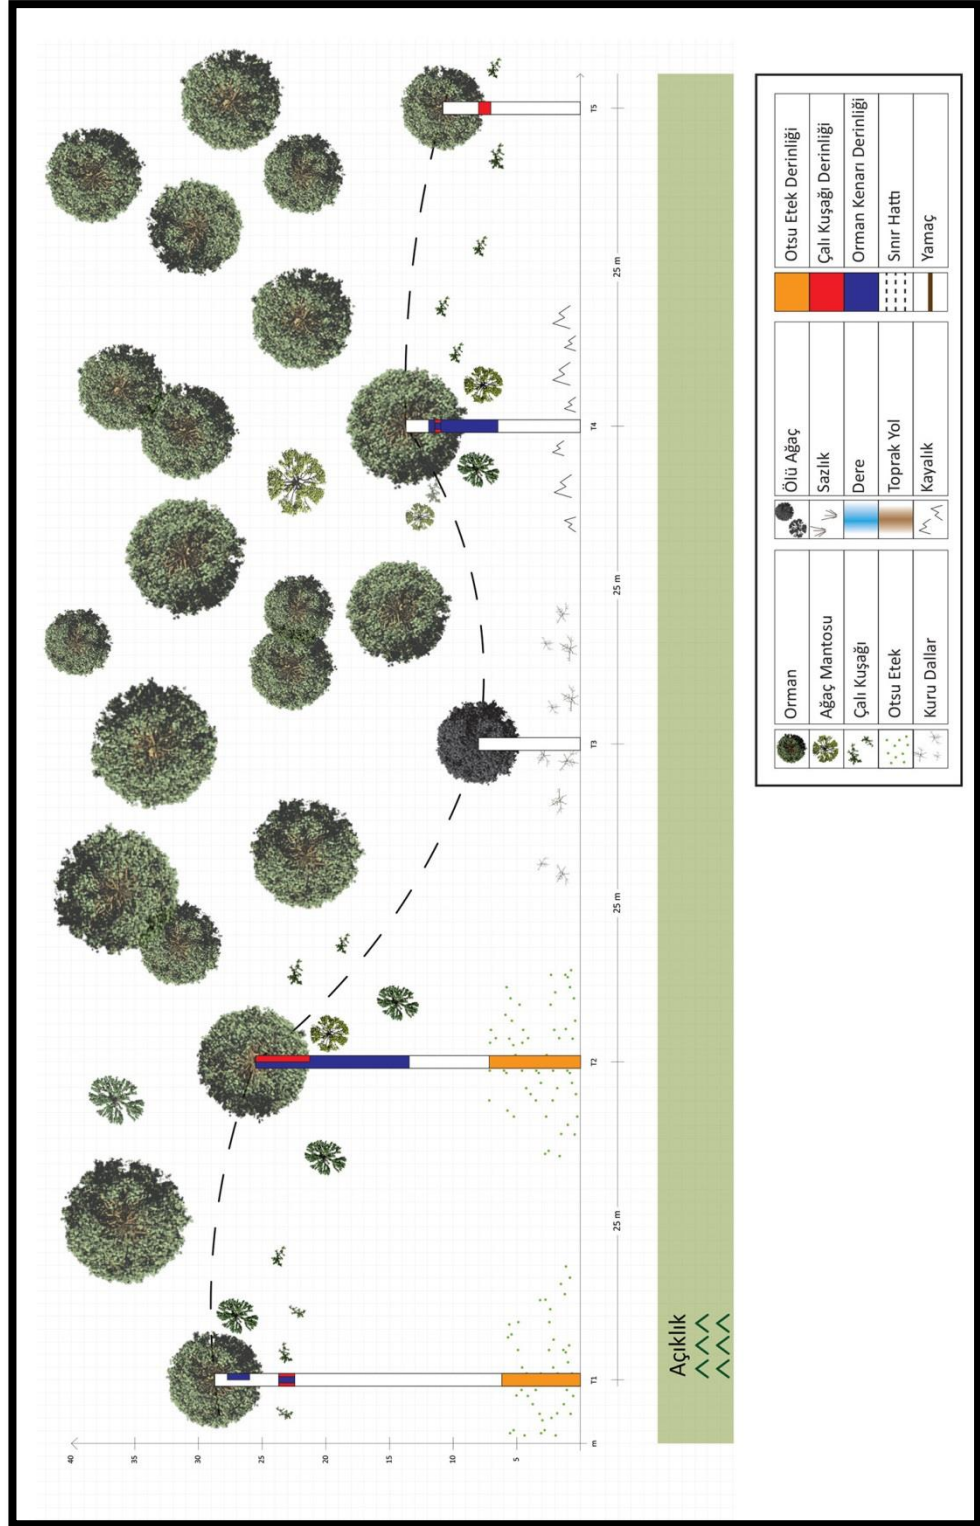 40
35
30
25
20
15
10
5
m
T1
25 m
T2
25 m
T3
25 m
T4
25 m
T5
Açıklık
Orman
Ağaç Mantosu
Çalı Kuşağı
Otsu Etek
Kuru Dallar
Ölü Ağaç
Sazlık
Dere
Toprak Yol
Kayalık
Otsu Etek Derinliği
Çalı Kuşağı Derinliği
Orman Kenarı Derinliği
Sınır Hattı
Yamaç